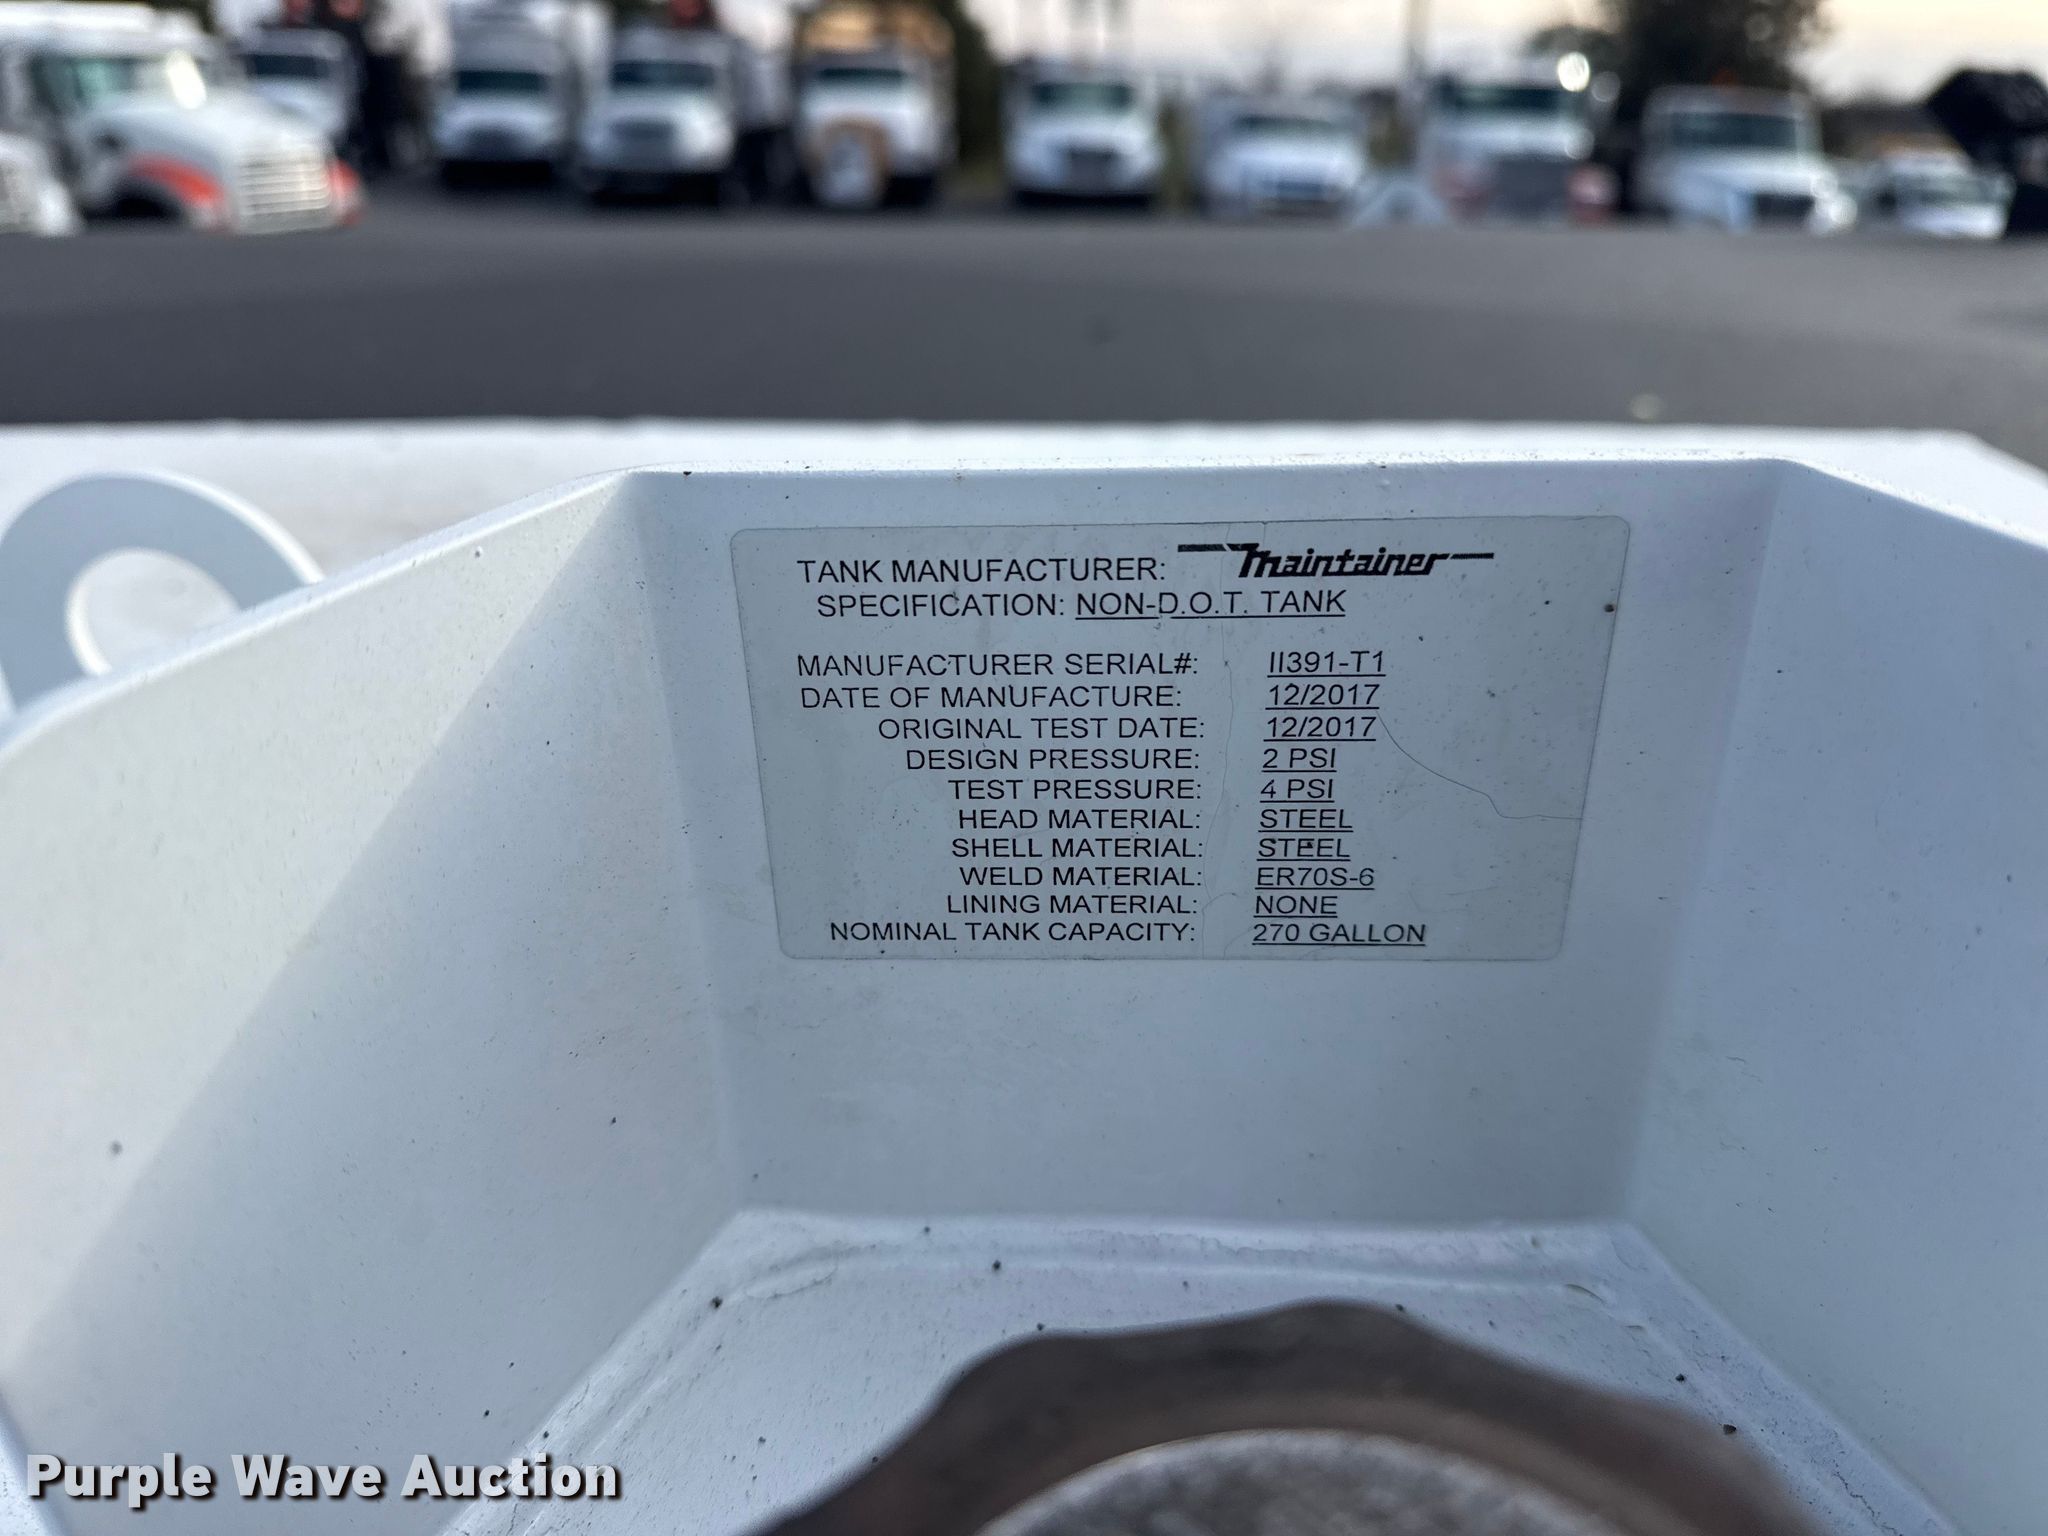 TANK MANUFACTURER: Maintainer
SPECIFICATION: NON-D.O.T. TANK
MANUFACTURER SERIAL#: II391-T1
DATE OF MANUFACTURE: 12/2017
ORIGINAL TEST DATE: 12/2017
DESIGN PRESSURE: 2 PSI
TEST PRESSURE: 4 PSI
HEAD MATERIAL: STEEL
SHELL MATERIAL: STEEL
WELD MATERIAL: ER70S-6
LINING MATERIAL: NONE
NOMINAL TANK CAPACITY: 270 GALLON
Purple Wave Auction